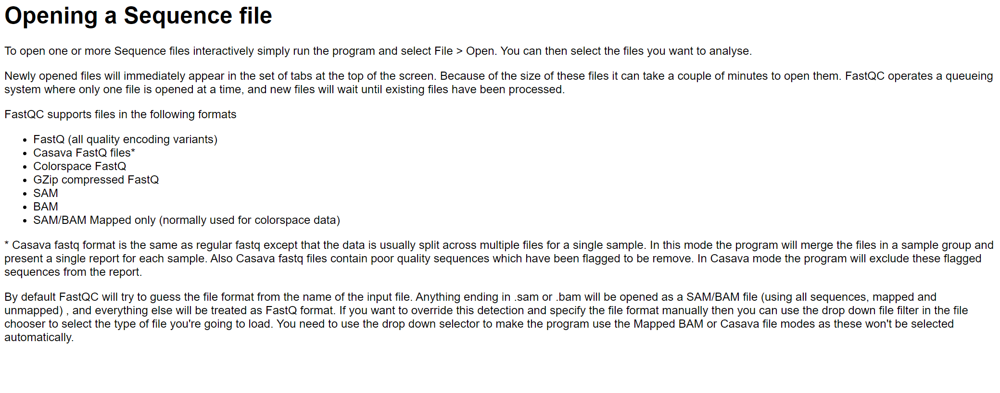 Opening a Sequence file
To open one or more Sequence files interactively simply run the program and select File > Open. You can then select the files you want to analyse.
Newly opened files will immediately appear in the set of tabs at the top of the screen. Because of the size of these files it can take a couple of minutes to open them. FastQC operates a queueing
system where only one file is opened at a time, and new files will wait until existing files have been processed.
FastQC supports files in the following formats
• FastQ (all quality encoding variants)
• Casava FastQ files*
• Colorspace FastQ
• GZip compressed FastQ
• SAM
• BAM
• SAM/BAM Mapped only (normally used for colorspace data)
* Casava fastq format is the same as regular fastq except that the data is usually split across multiple files for a single sample. In this mode the program will merge the files in a sample group and
present a single report for each sample. Also Casava fastq files contain poor quality sequences which have been flagged to be remove. In Casava mode the program will exclude these flagged
sequences from the report.
By default FastQC will try to guess the file format from the name of the input file. Anything ending in .sam or .bam will be opened as a SAM/BAM file (using all sequences, mapped and
unmapped) , and everything else will be treated as FastQ format. If you want to override this detection and specify the file format manually then you can use the drop down file filter in the file
chooser to select the type of file you're going to load. You need to use the drop down selector to make the program use the Mapped BAM or Casava file modes as these won't be selected
automatically.